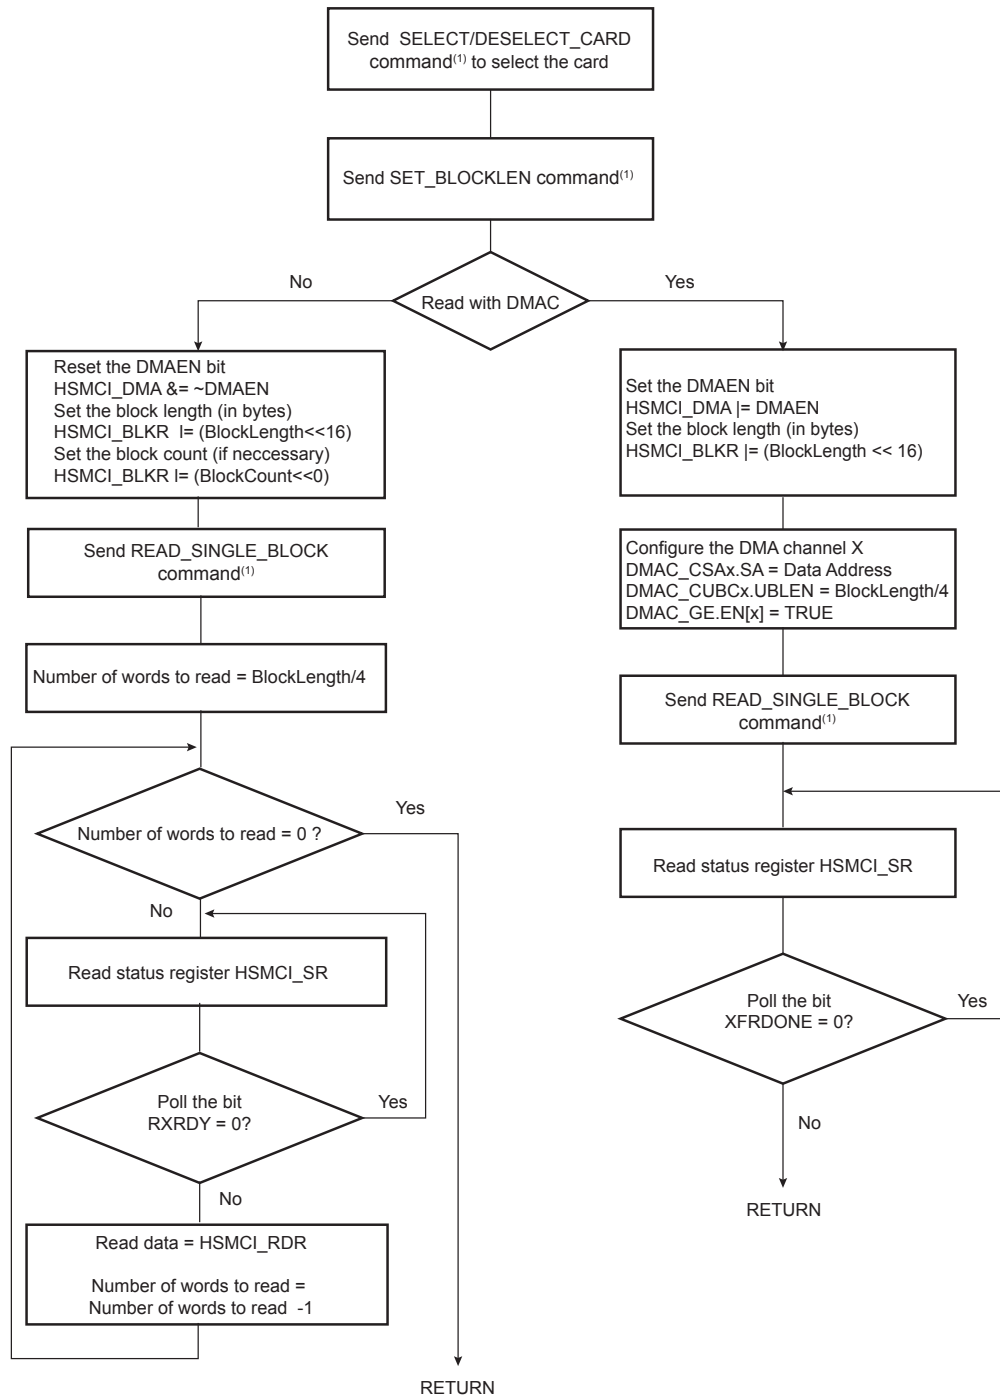 Send SELECT/DESELECT_CARD
command(1) to select the card
Send SET_BLOCKLEN command(1)
No
Yes
Read with DMAC
Reset the DMAEN bit
HSMCI_DMA &= ~DMAEN
Set the block length (in bytes)
HSMCI_BLKR l= (BlockLength<<16)
Set the block count (if neccessary)
HSMCI_BLKR l= (BlockCount<<0)
Send READ_SINGLE_BLOCK
command(1)
Number of words to read = BlockLength/4
Number of words to read = 0 ?
Yes
No
Read status register HSMCI_SR
Poll the bit
RXRDY = 0?
Yes
No
Read data = HSMCI_RDR
Number of words to read =
Number of words to read -1
RETURN
Set the DMAEN bit
HSMCI_DMA |= DMAEN
Set the block length (in bytes)
HSMCI_BLKR |= (BlockLength << 16)
Configure the DMA channel X
DMAC_CSAx.SA = Data Address
DMAC_CUBCx.UBLEN = BlockLength/4
DMAC_GE.EN[x] = TRUE
Send READ_SINGLE_BLOCK
command(1)
Read status register HSMCI_SR
Poll the bit
XFRDONE = 0?
Yes
No
RETURN